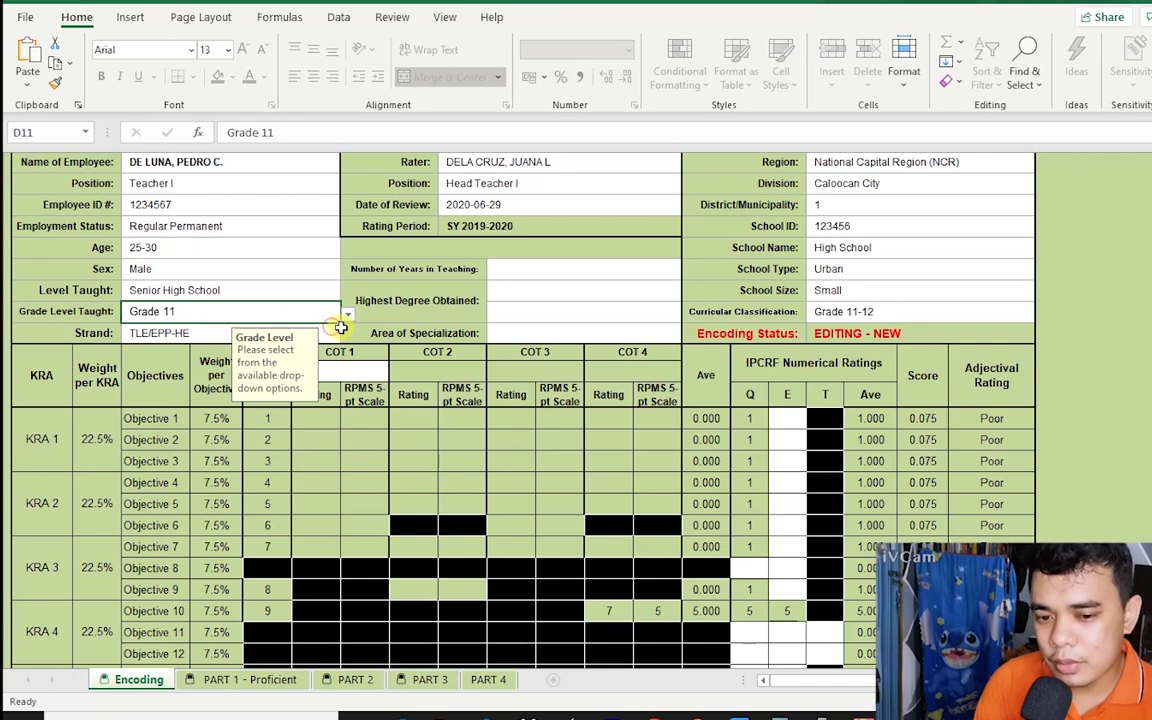 File Home Insert Page Layout Formulas Data Review View Help Share
Arial 13 Wrap Text
Paste B I U Merge & Center % Conditional Formatting Format as Table Cell Styles Insert Delete Format Sort & Filter Find & Select Ideas Sensitivity
Clipboard Font Alignment Number Styles Cells Editing Ideas Sensitivity
D11 fx Grade 11
Name of Employee: DE LUNA, PEDRO C. Rater: DELA CRUZ, JUANA L Region: National Capital Region (NCR)
Position: Teacher I Position: Head Teacher I Division: Caloocan City
Employee ID #: 1234567 Date of Review: 2020-06-29 District/Municipality: 1
Employment Status: Regular Permanent Rating Period: SY 2019-2020 School ID: 123456
Age: 25-30 School Name: High School
Sex: Male Number of Years in Teaching: School Type: Urban
Level Taught: Senior High School Highest Degree Obtained: School Size: Small
Grade Level Taught: Grade 11 Curricular Classification: Grade 11-12
Strand: TLE/EPP-HE Area of Specialization: Encoding Status: EDITING - NEW
Grade Level
Please select
from the
available drop-
down options.
COT 1 COT 2 COT 3 COT 4 IPCRF Numerical Ratings
KRA Weight per KRA Objectives Weight per Objective Ave Score Adjectival Rating
RPMS 5-pt Scale Rating RPMS 5-pt Scale Rating RPMS 5-pt Scale Rating RPMS 5-pt Scale Q E T Ave
KRA 1 22.5% Objective 1 7.5% 1 0.000 1 1.000 0.075 Poor
Objective 2 7.5% 2 0.000 1 1.000 0.075 Poor
Objective 3 7.5% 3 0.000 1 1.000 0.075 Poor
KRA 2 22.5% Objective 4 7.5% 4 0.000 1 1.000 0.075 Poor
Objective 5 7.5% 5 0.000 1 1.000 0.075 Poor
Objective 6 7.5% 6 0.000 1 1.000 0.075 Poor
KRA 3 22.5% Objective 7 7.5% 7 0.000 1
Objective 8 7.5%
Objective 9 7.5% 8 0.000 1
KRA 4 22.5% Objective 10 7.5% 9 7 5 5.000 5 5
Objective 11 7.5%
Objective 12 7.5%
iVCam
Encoding PART 1 - Proficient PART 2 PART 3 PART 4
Ready